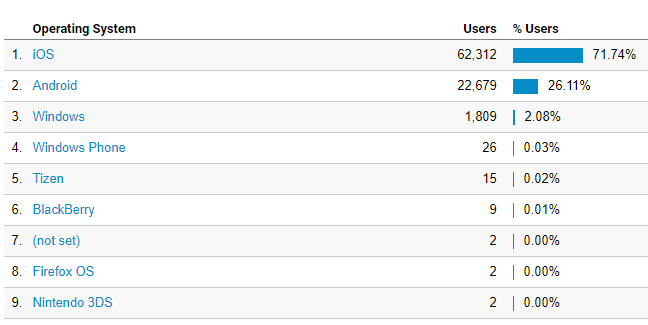 Operating System Users % Users
1. iOS 62,312 71.74%
2. Android 22,679 26.11%
3. Windows 1,809 2.08%
4. Windows Phone 26 0.03%
5. Tizen 15 0.02%
6. BlackBerry 9 0.01%
7. (not set) 2 0.00%
8. Firefox OS 2 0.00%
9. Nintendo 3DS 2 0.00%